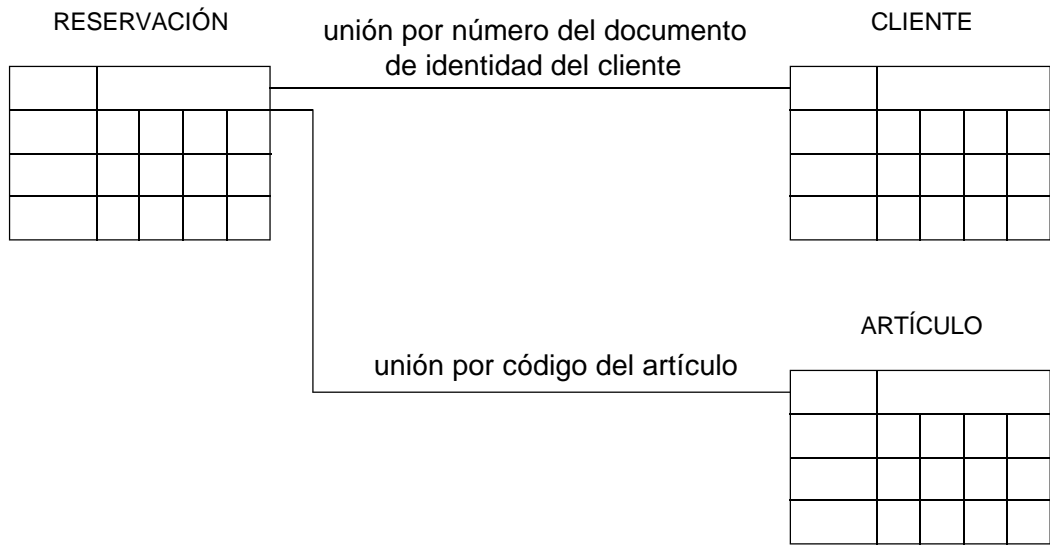 RESERVACIÓN
unión por número del documento
de identidad del cliente
CLIENTE
ARTÍCULO
unión por código del artículo